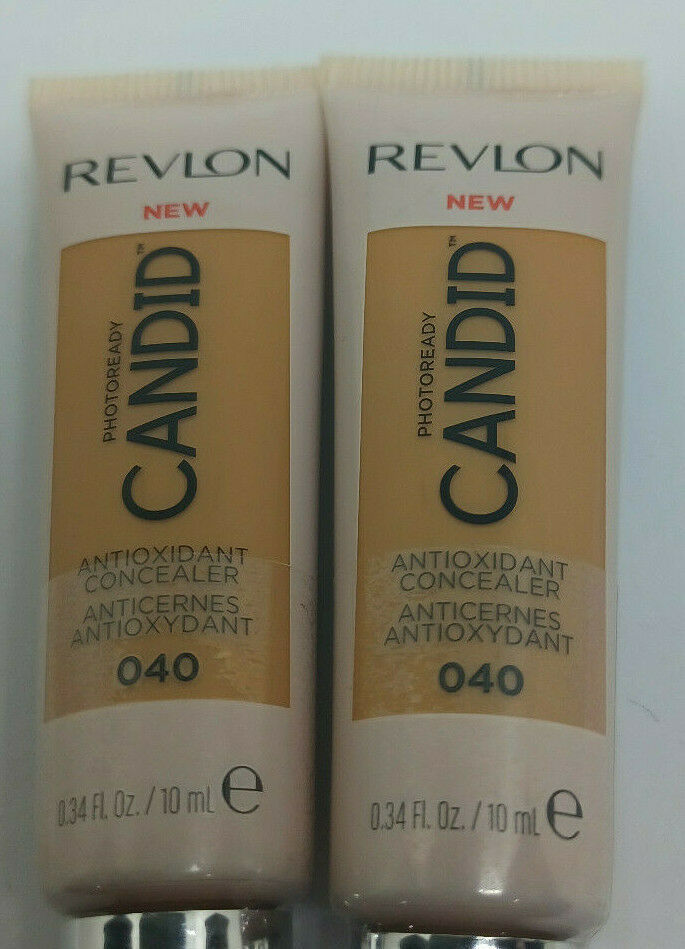 REVLON
NEW
PHOTOREADY
CANDID™
ANTIOXIDANT
CONCEALER
ANTICERNES
ANTIOXYDANT
040
0.34 Fl. Oz. / 10 mL e
REVLON
NEW
PHOTOREADY
CANDID™
ANTIOXIDANT
CONCEALER
ANTICERNES
ANTIOXYDANT
040
0.34 Fl. Oz. / 10 mL e